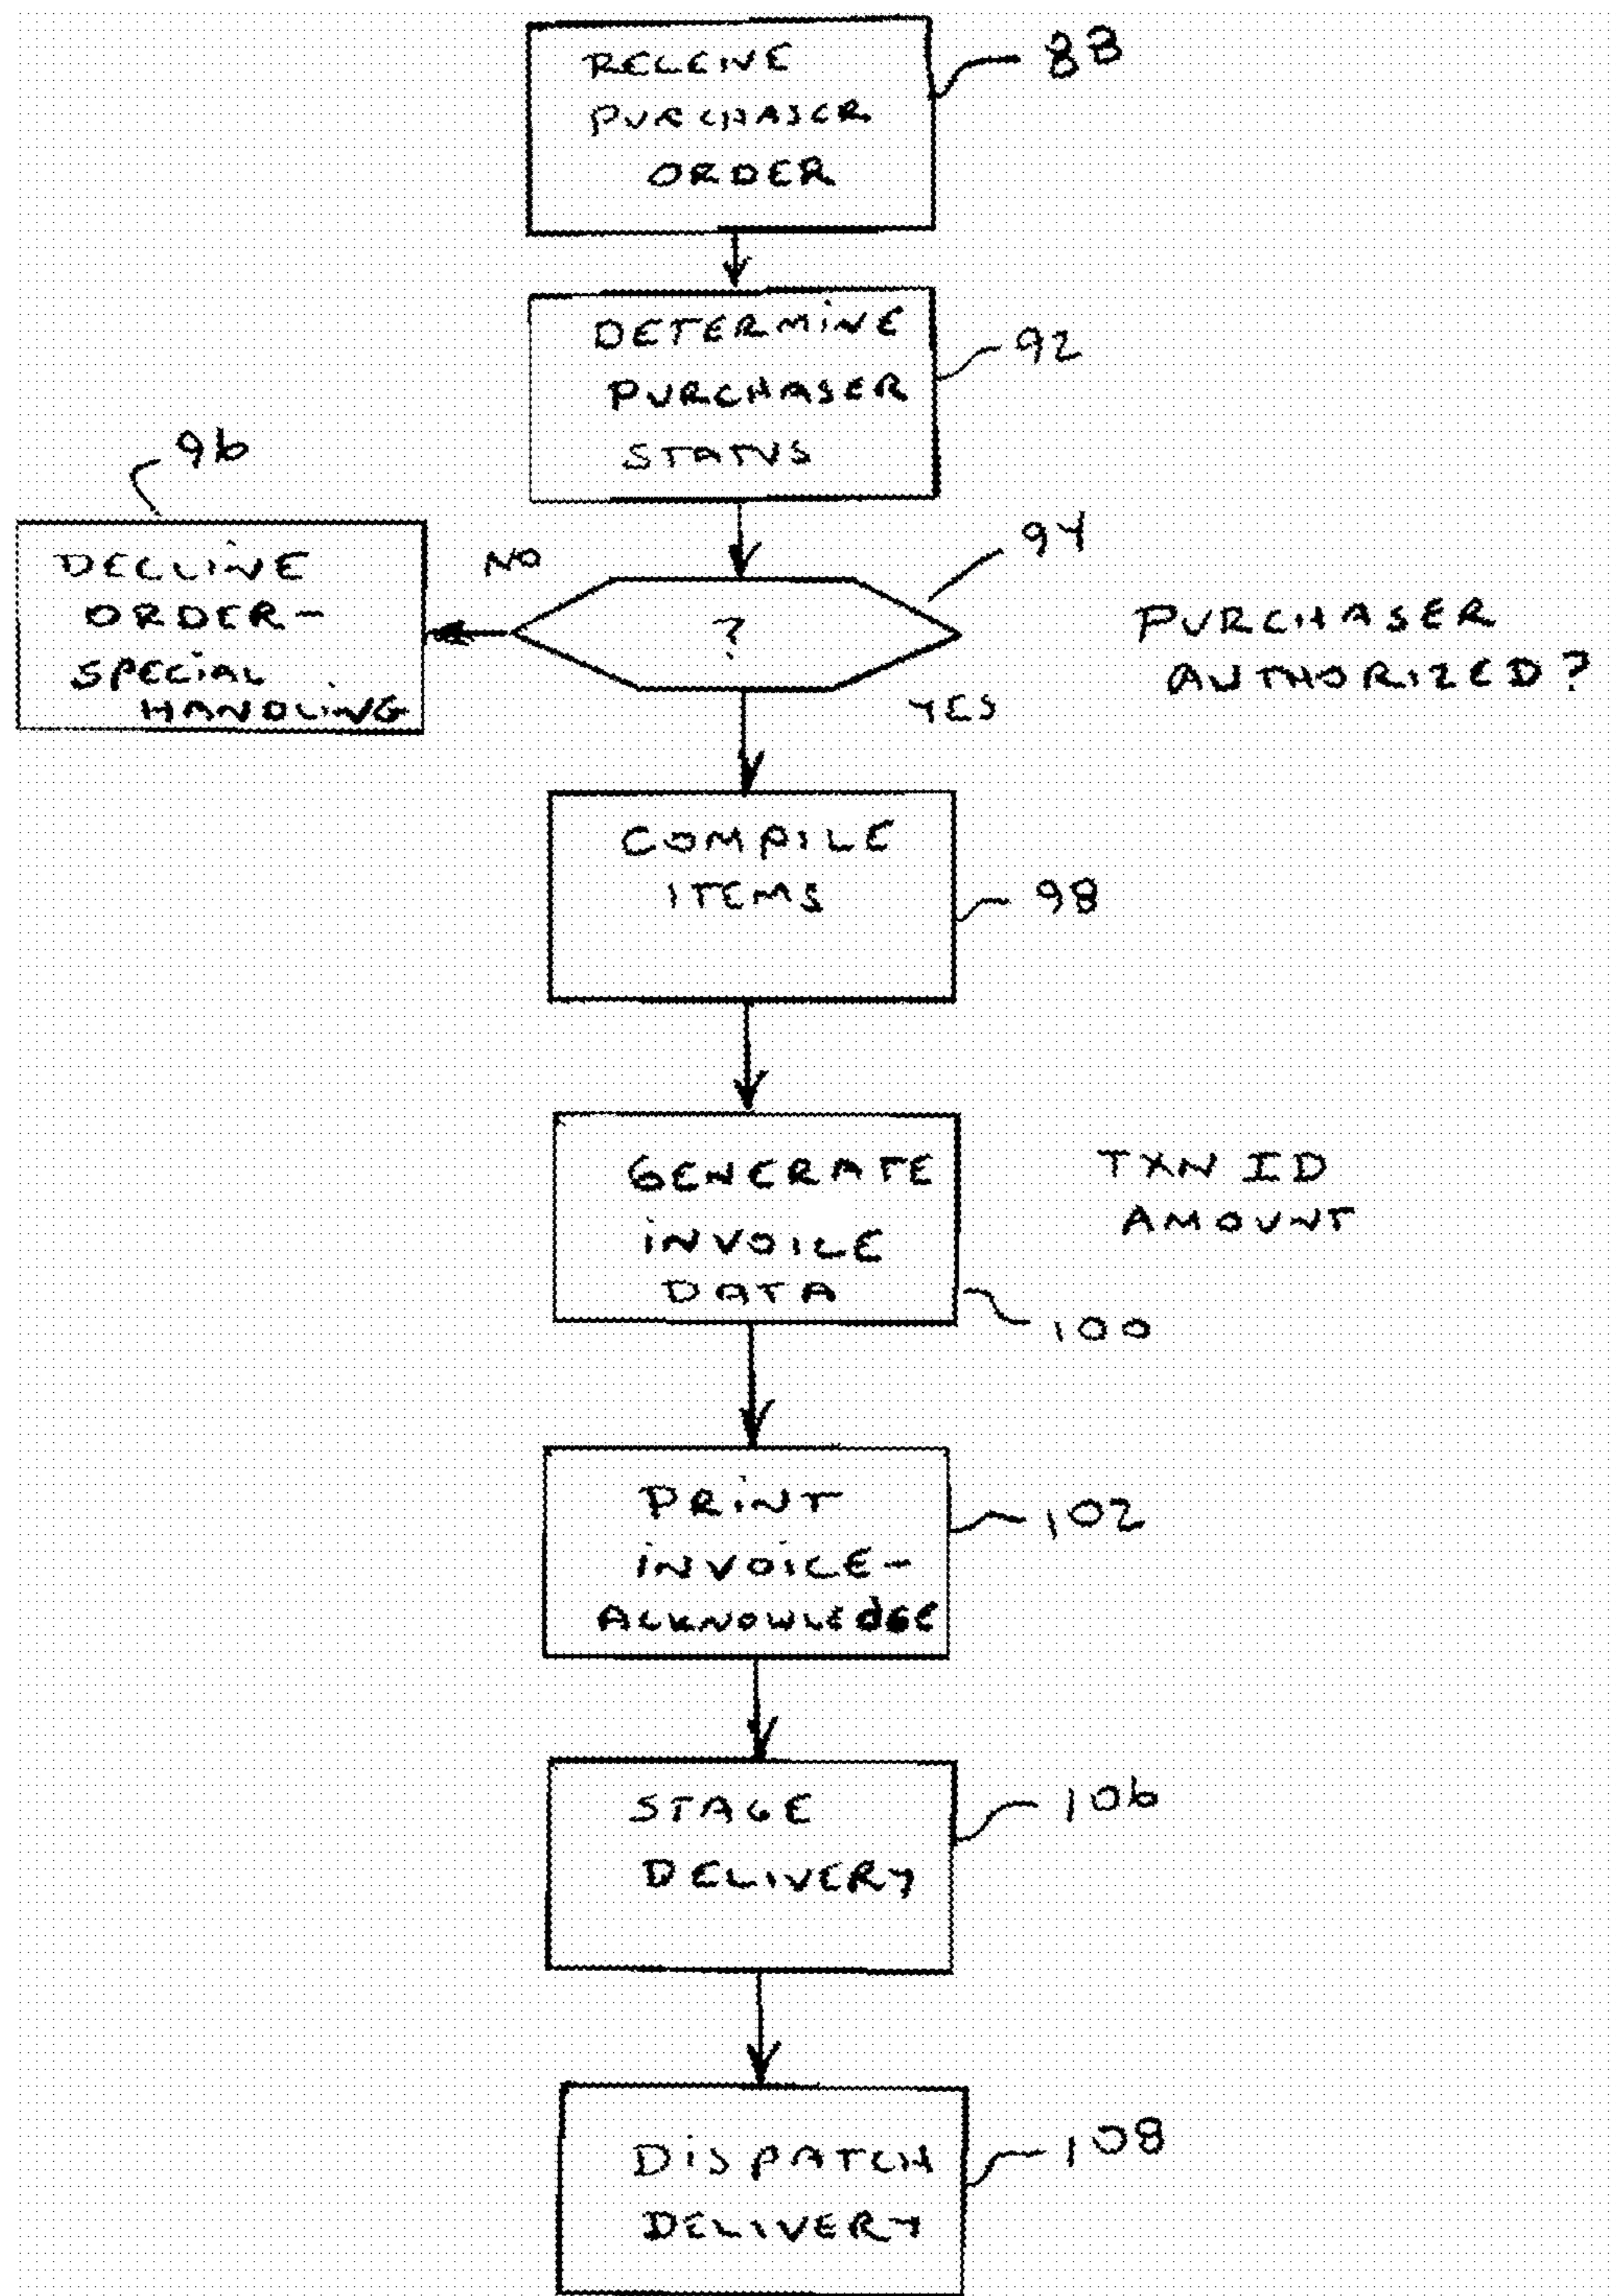 RECEIVE
PURCHASER
ORDER
88
DETERMINE
PURCHASER
STATUS
92
96
DECLINE
ORDER-
SPECIAL
HANDLING
NO
?
94
PURCHASER
AUTHORIZED?
YES
COMPILE
ITEMS
98
GENERATE
INVOICE
DATA
TXN ID
AMOUNT
100
PRINT
INVOICE-
ACKNOWLEDGE
102
STAGE
DELIVERY
106
DISPATCH
DELIVERY
108